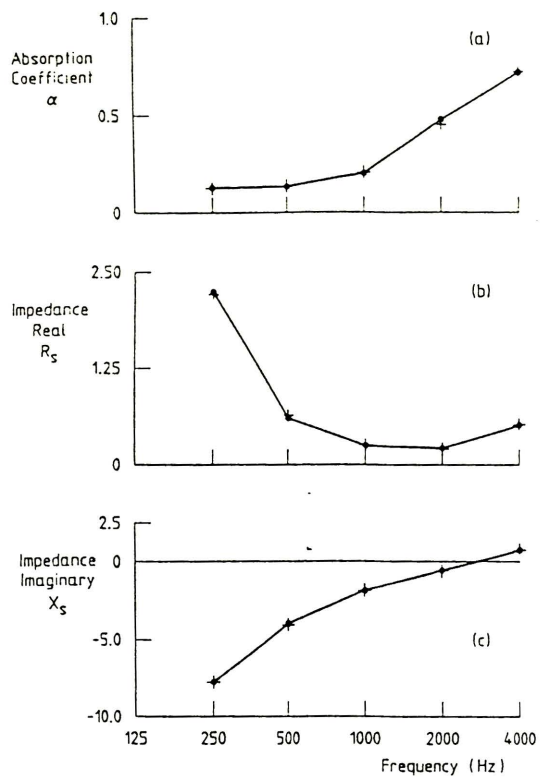 1.0
(a)
Absorption
Coefficient
α
0.5
0
2.50
(b)
Impedance
Real
Rs
1.25
0
2.5
Impedance
Imaginary
Xs
0
-5.0
(c)
-10.0
125 250 500 1000 2000 4000
Frequency (Hz)